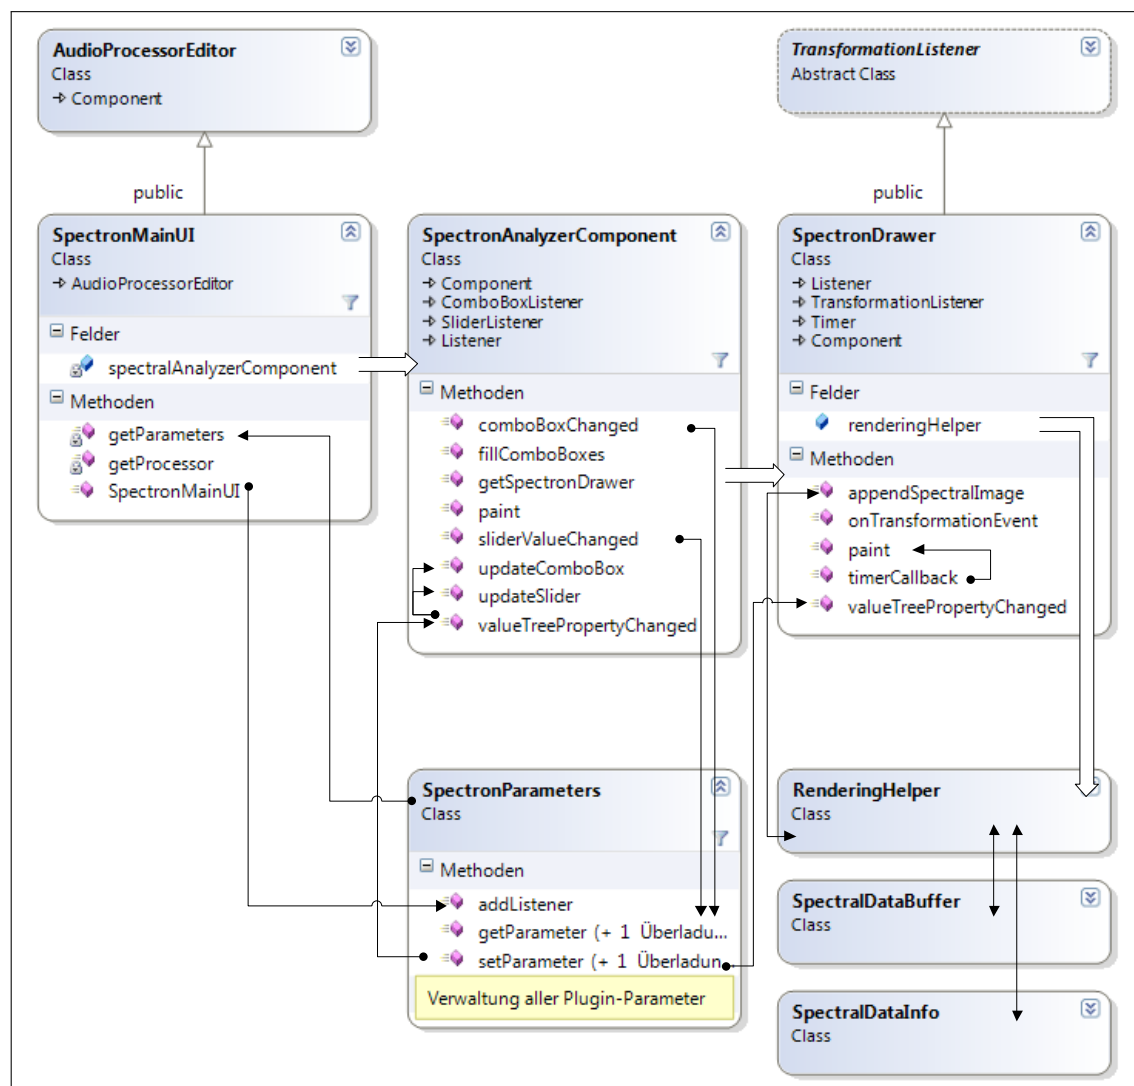 AudioProcessorEditor
Class
Component
TransformationListener
Abstract Class
public
public
SpectronMainUI
Class
AudioProcessorEditor
Felder
spectralAnalyzerComponent
Methoden
getParameters
getProcessor
SpectronMainUI
SpectronAnalyzerComponent
Class
Component
ComboBoxListener
SliderListener
Listener
Methoden
comboBoxChanged
fillComboBoxes
getSpectronDrawer
paint
sliderValueChanged
updateComboBox
updateSlider
valueTreePropertyChanged
SpectronDrawer
Class
Listener
TransformationListener
Timer
Component
Felder
renderingHelper
Methoden
appendSpectralImage
onTransformationEvent
paint
timerCallback
valueTreePropertyChanged
SpectronParameters
Class
Methoden
addListener
getParameter (+ 1 Überladu...
setParameter (+ 1 Überladun...
Verwaltung aller Plugin-Parameter
RenderingHelper
Class
SpectralDataBuffer
Class
SpectralDataInfo
Class